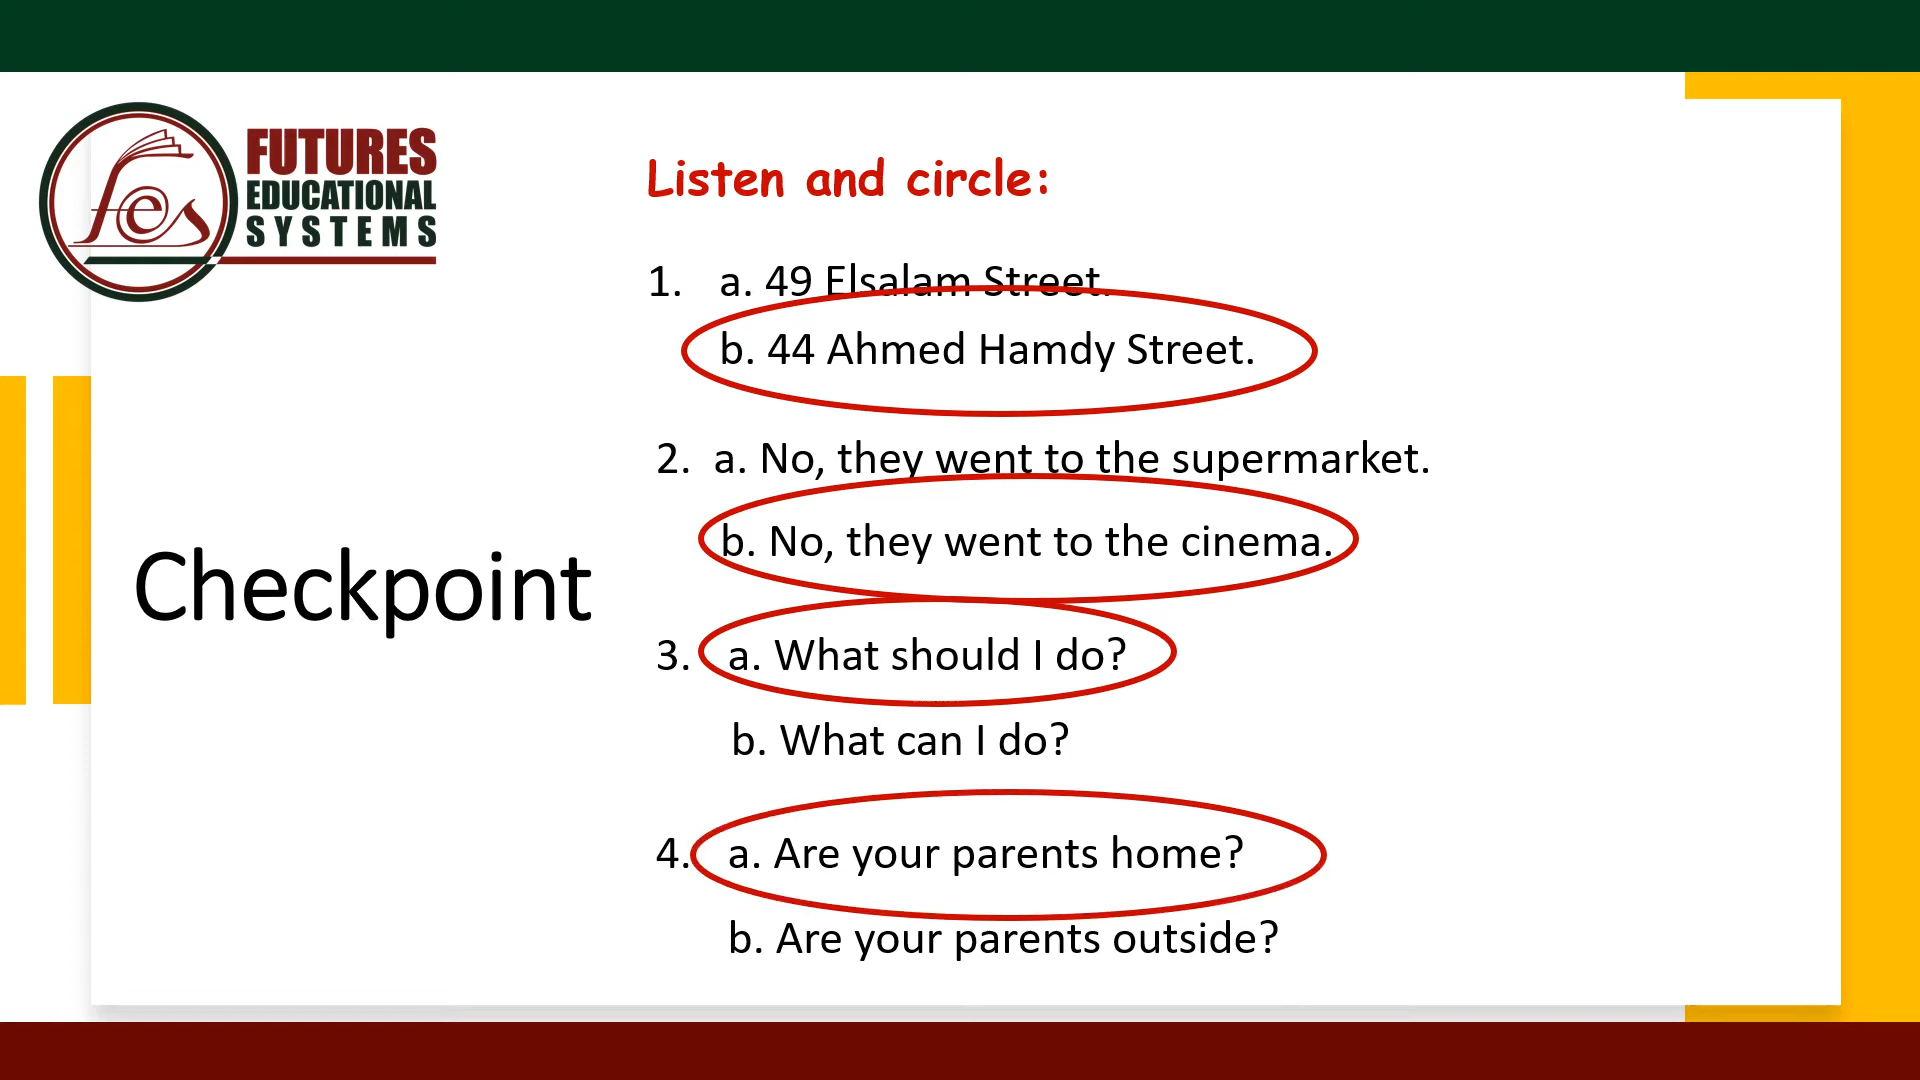 fes
FUTURES
EDUCATIONAL
SYSTEMS
Listen and circle:
1. a. 49 Elsalam Street.
b. 44 Ahmed Hamdy Street.
2. a. No, they went to the supermarket.
b. No, they went to the cinema.
Checkpoint
3. a. What should I do?
b. What can I do?
4. a. Are your parents home?
b. Are your parents outside?